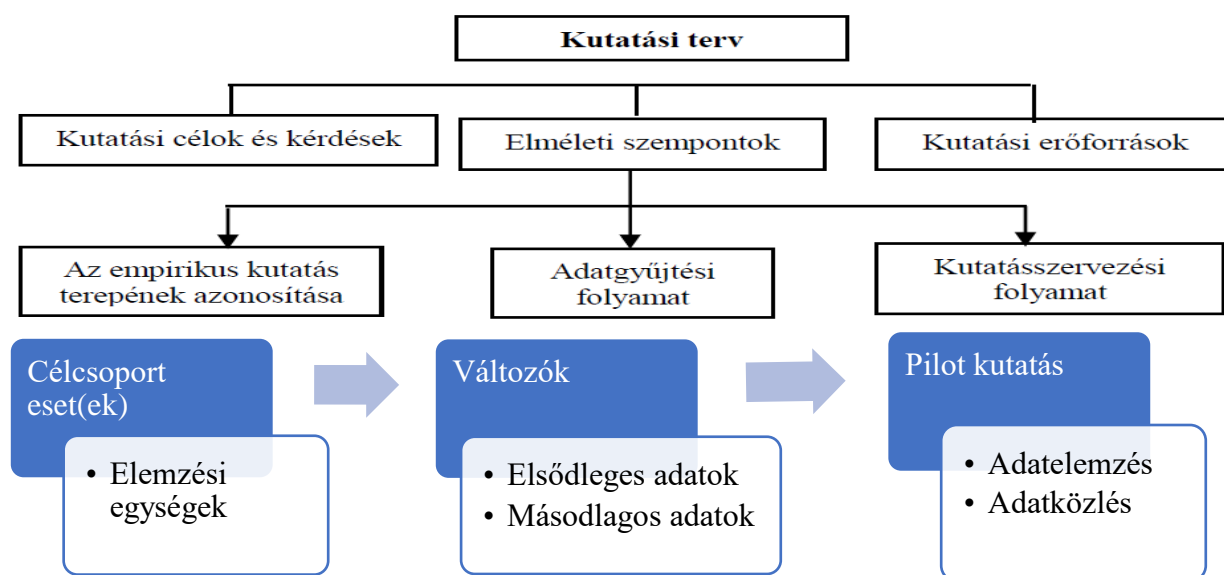 Kutatási terv
Kutatási célok és kérdések
Elméleti szempontok
Kutatási erőforrások
Az empirikus kutatás
terepének azonosítása
Adatgyűjtési
folyamat
Kutatásszervezési
folyamat
Célcsoport
eset(ek)
• Elemzési
egységek
Változók
• Elsődleges adatok
• Másodlagos adatok
Pilot kutatás
• Adatelemzés
• Adatközlés